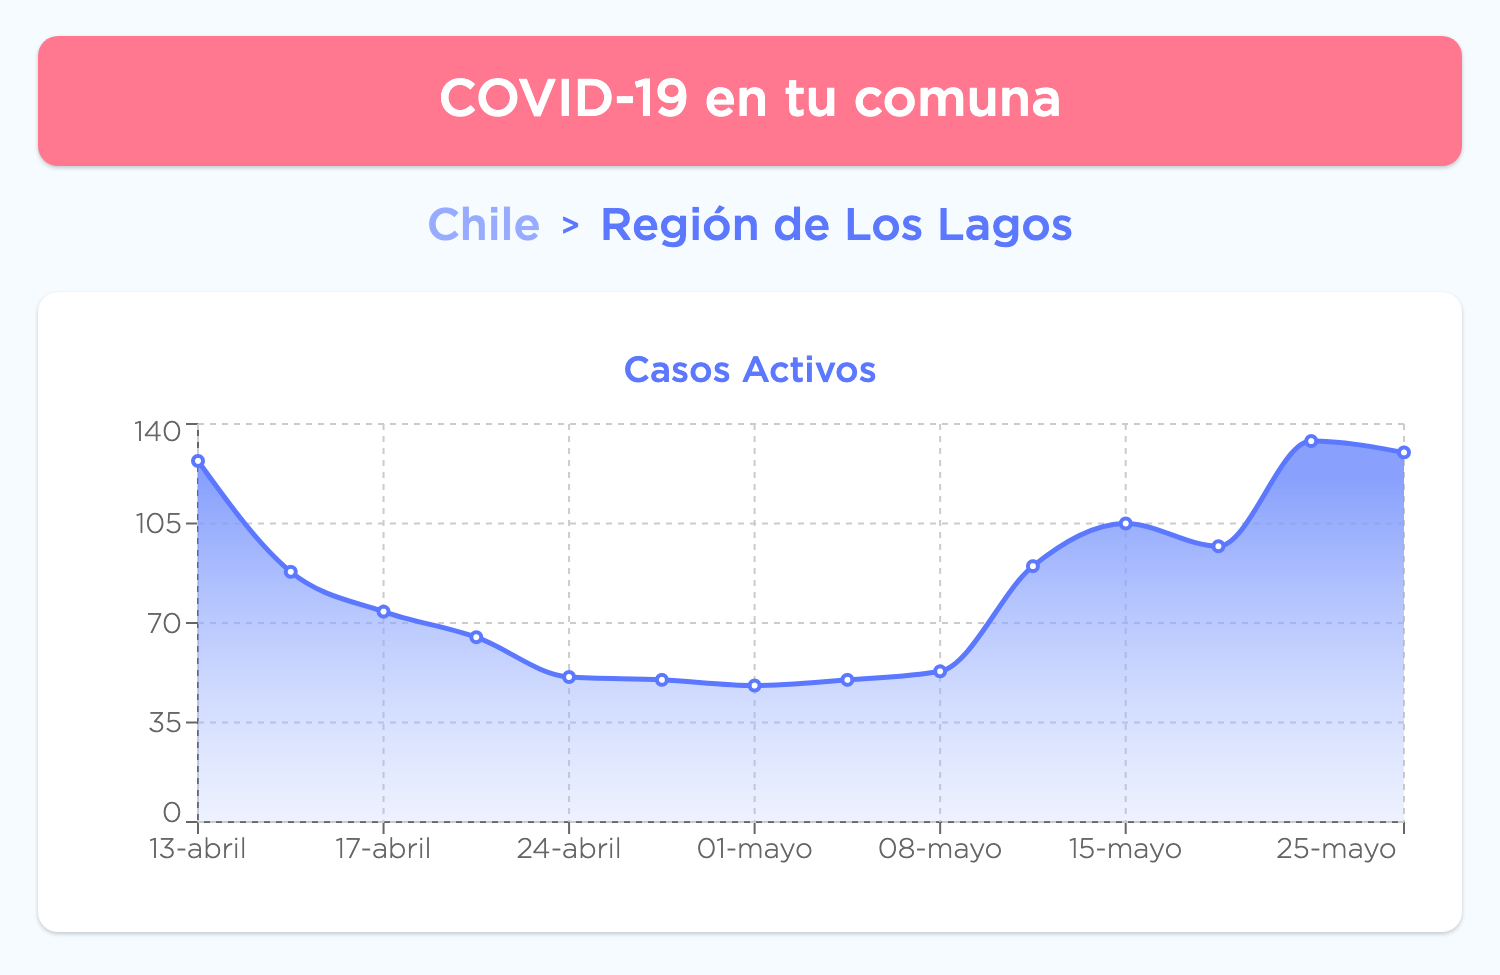 COVID-19 en tu comuna
Chile > Región de Los Lagos
Casos Activos
140
105
70
35
0
13-abril 17-abril 24-abril 01-mayo 08-mayo 15-mayo 25-mayo